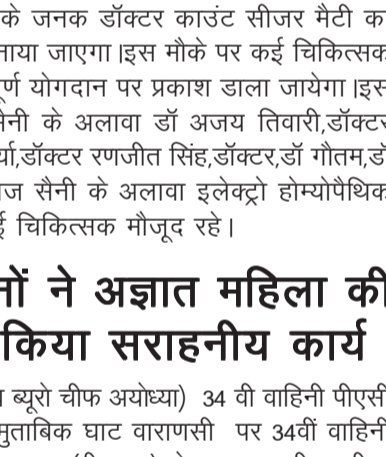 के जनक डॉक्टर काउंट सीजर मैटी
जाएगा।इस मौके पर कई चिकित्सक
योगदान पर प्रकाश डाला जायेगा।इस
के अलावा डॉ अजय तिवारी,डॉक्टर
डॉक्टर रणजीत सिंह,डॉक्टर,डॉ गौतम,
सैनी के अलावा इलेक्ट्रो होम्योपैथिक
चिकित्सक मौजूद रहे।
ने अज्ञात महिला की
किया सराहनीय कार्य
ब्यूरो चीफ अयोध्या) 34 वी वाहिनी पीएसी
मुताबिक घाट वाराणसी पर 34वीं वाहिनी